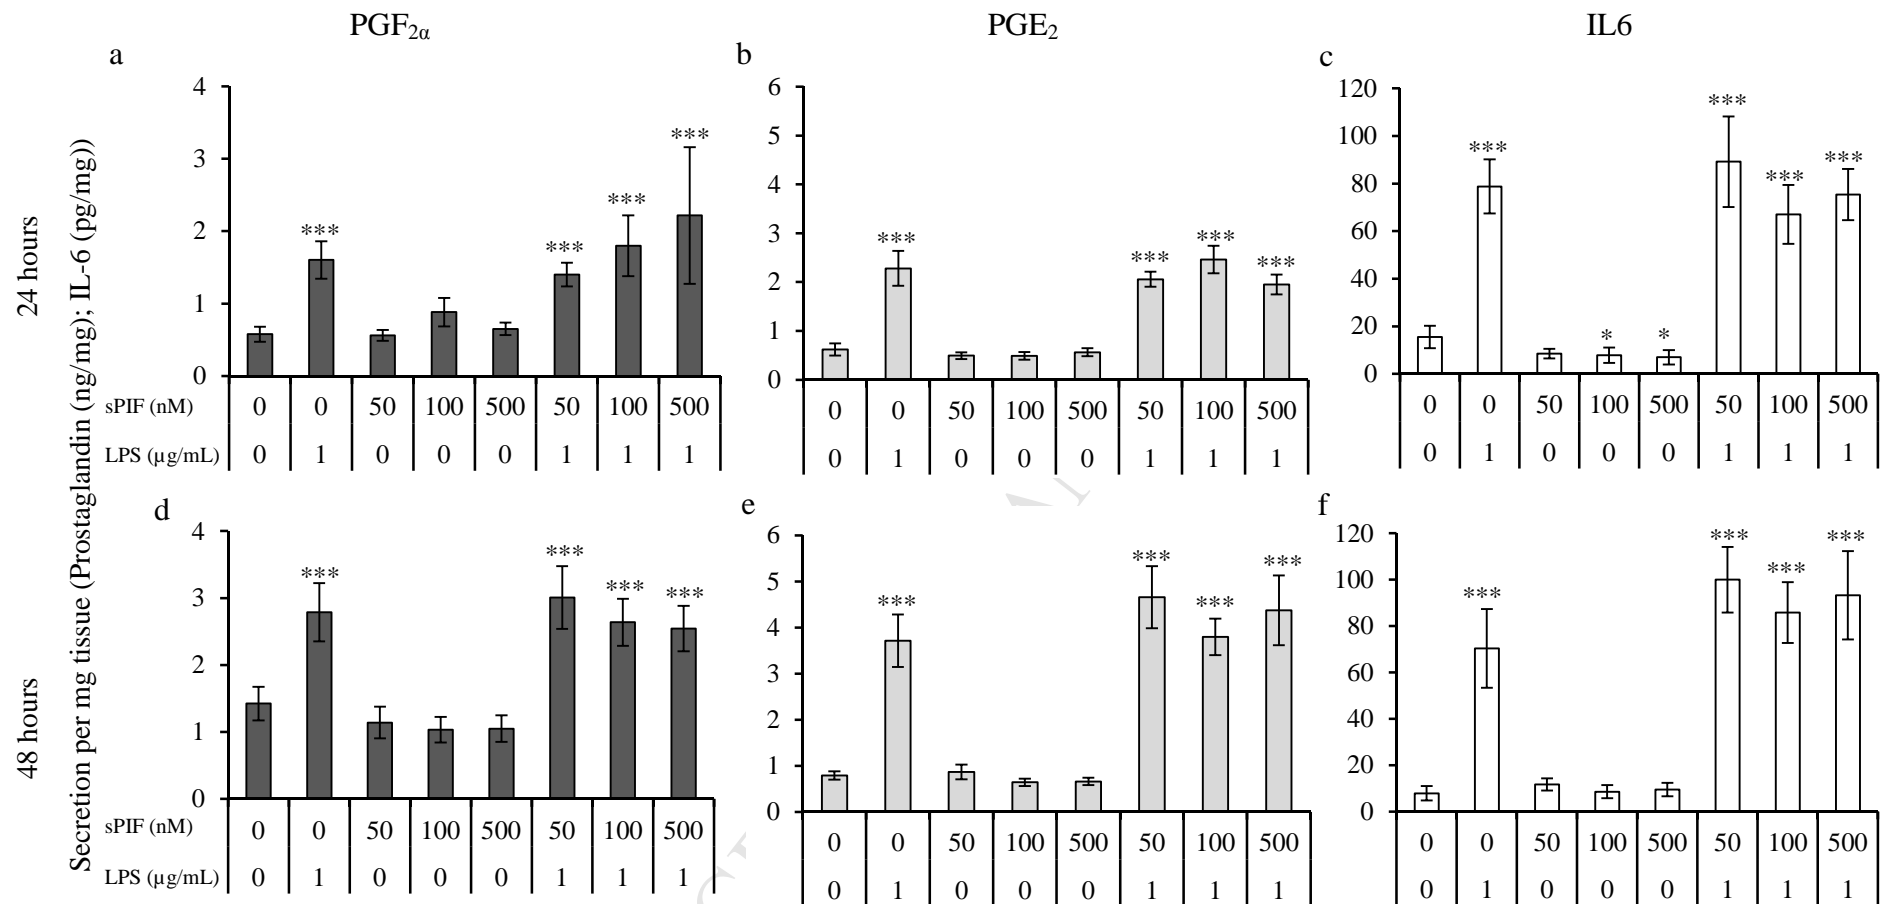 PGF2α PGE2 IL6
24 hours
48 hours
Secretion per mg tissue (Prostaglandin (ng/mg); IL-6 (pg/mg))
a
4
3
2
1
0
*** *** *** ***
sPIF (nM) 0 0 50 100 500 50 100 500
LPS (µg/mL) 0 1 0 0 0 1 1 1
b
6
5
4
3
2
1
0
*** *** *** ***
0 0 50 100 500 50 100 500
0 1 0 0 0 1 1 1
c
120
100
80
60
40
20
0
*** * * *** *** ***
0 0 50 100 500 50 100 500
0 1 0 0 0 1 1 1
d
4
3
2
1
0
*** *** *** ***
sPIF (nM) 0 0 50 100 500 50 100 500
LPS (µg/mL) 0 1 0 0 0 1 1 1
e
6
5
4
3
2
1
0
*** *** *** ***
0 0 50 100 500 50 100 500
0 1 0 0 0 1 1 1
f
120
100
80
60
40
20
0
*** *** *** ***
0 0 50 100 500 50 100 500
0 1 0 0 0 1 1 1